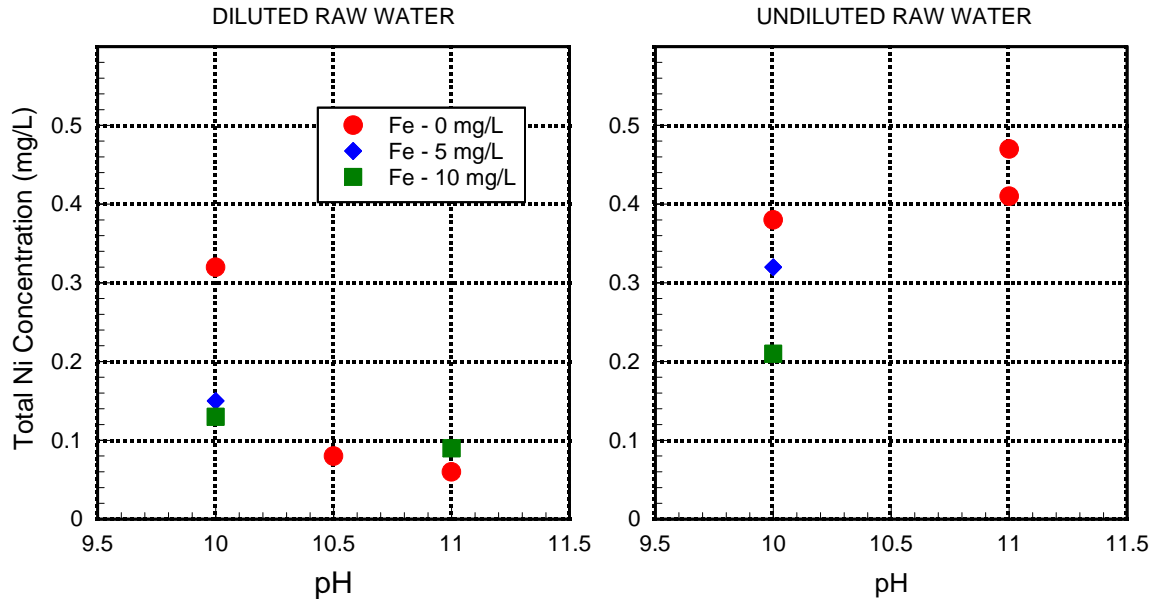 DILUTED RAW WATER
UNDILUTED RAW WATER
Total Ni Concentration (mg/L)
0.5
0.4
0.3
0.2
0.1
0
Fe - 0 mg/L
Fe - 5 mg/L
Fe - 10 mg/L
9.5 10 10.5 11 11.5
pH
0.5
0.4
0.3
0.2
0.1
0
9.5 10 10.5 11 11.5
pH